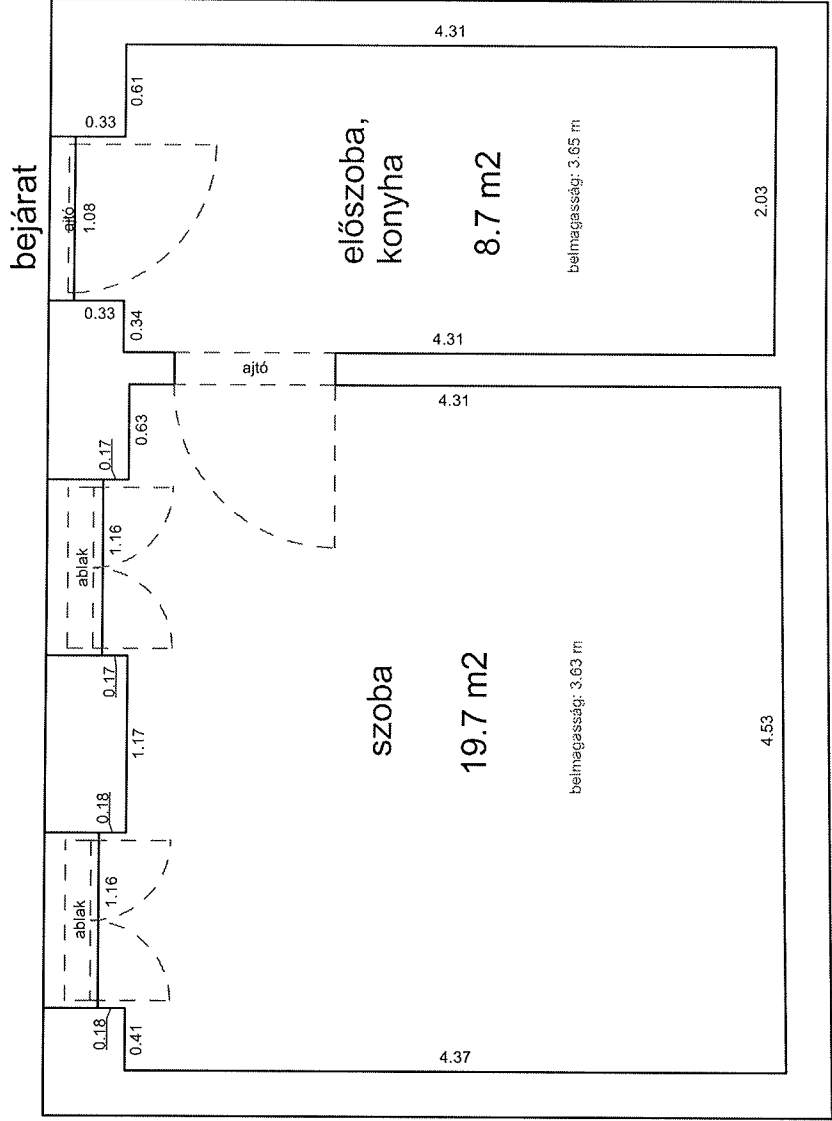 bejárat
4.31
0.61
0.33
ajtó
1.08
0.33
0.34
előszoba,
konyha
8.7 m2
belmagasság: 3.65 m
2.03
4.31
ajtó
4.31
0.63
0.17
ablak
1.16
0.17
1.17
0.18
ablak
1.16
0.18
0.41
szoba
19.7 m2
belmagasság: 3.63 m
4.53
4.37